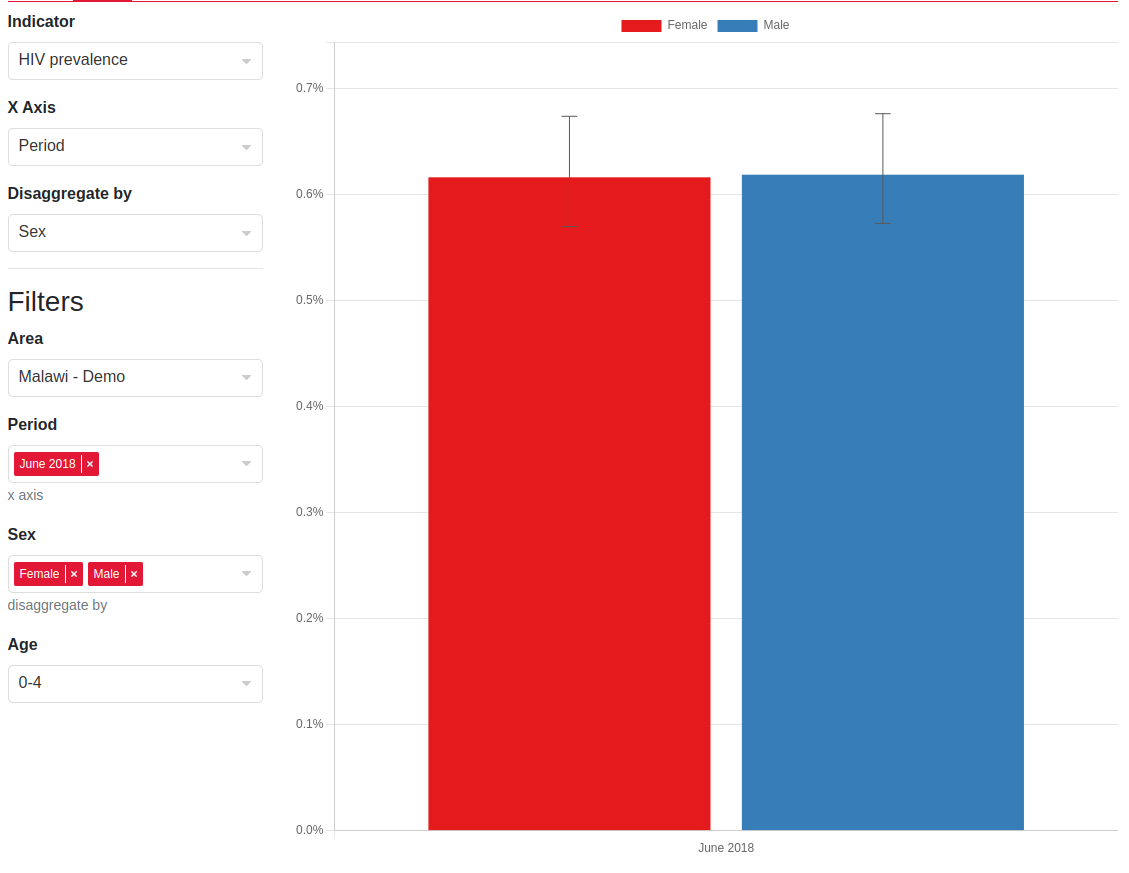 Indicator
HIV prevalence
X Axis
Period
Disaggregate by
Sex
Filters
Area
Malawi - Demo
Period
June 2018 ×
x axis
Sex
Female × Male ×
disaggregate by
Age
0-4
Female Male
0.7%
0.6%
0.5%
0.4%
0.3%
0.2%
0.1%
0.0%
June 2018